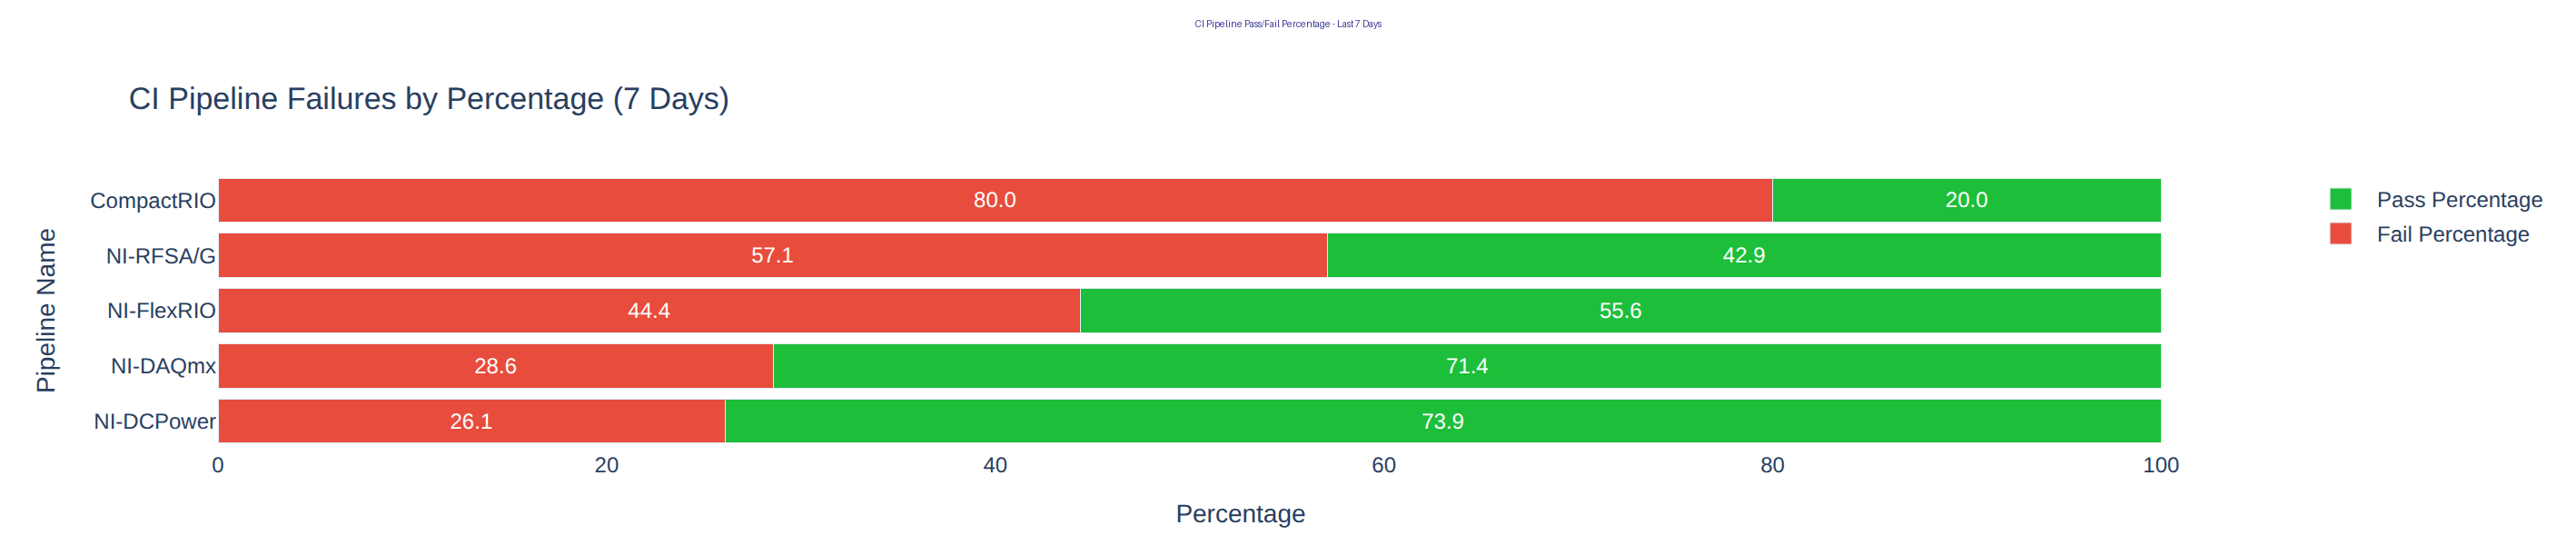 CI Pipeline Pass/Fail Percentage - Last 7 Days
CI Pipeline Failures by Percentage (7 Days)
CompactRIO 80.0 20.0
NI-RFSA/G 57.1 42.9
NI-FlexRIO 44.4 55.6
NI-DAQmx 28.6 71.4
NI-DCPower 26.1 73.9
0 20 40 60 80 100
Percentage
Pipeline Name
Pass Percentage
Fail Percentage